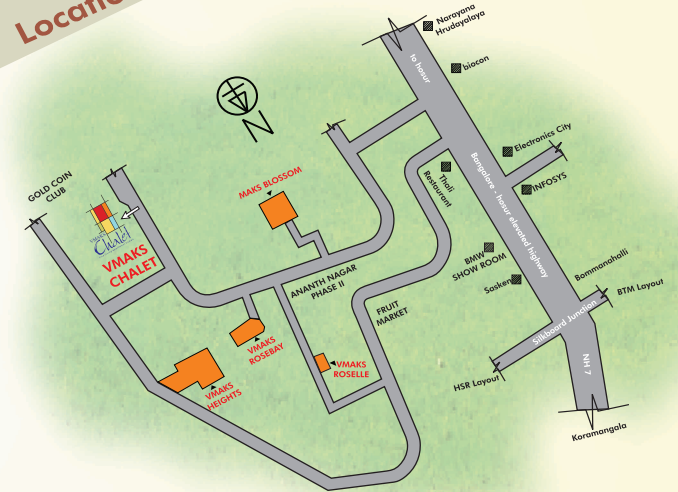 Locatio
Narayana
Hrudayalaya
to hosur
biocon
Electronics City
INFOSYS
Bangalore - hosur elevated highway
Thali
Restaurant
N
GOLD COIN
CLUB
MAKS BLOSSOM
Chalet
VMAKS
CHALET
BMW
SHOW ROOM
Sasken
Bommanahalli
BTM Layout
ANANTH NAGAR
PHASE II
FRUIT
MARKET
Silkboard Junction
VMAKS
ROSEBAY
VMAKS
ROSELLE
VMAKS
HEIGHTS
HSR Layout
NH 7
Koramangala